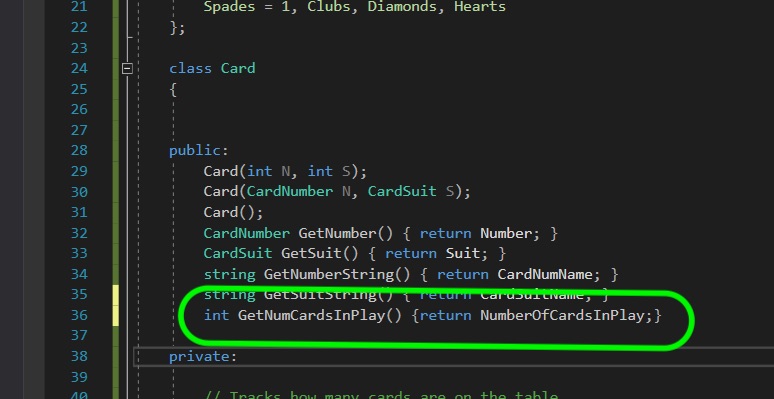 21 Spades = 1, Clubs, Diamonds, Hearts
22 };
23
24 class Card
25 {
26
27
28 public:
29 Card(int N, int S);
30 Card(CardNumber N, CardSuit S);
31 Card();
32 CardNumber GetNumber() { return Number; }
33 CardSuit GetSuit() { return Suit; }
34 string GetNumberString() { return CardNumName; }
35 string GetSuitString() { return CardSuitName; }
36 int GetNumCardsInPlay() {return NumberOfCardsInPlay;}
37
38 private:
39
40 // Tracks how many cards are on the table